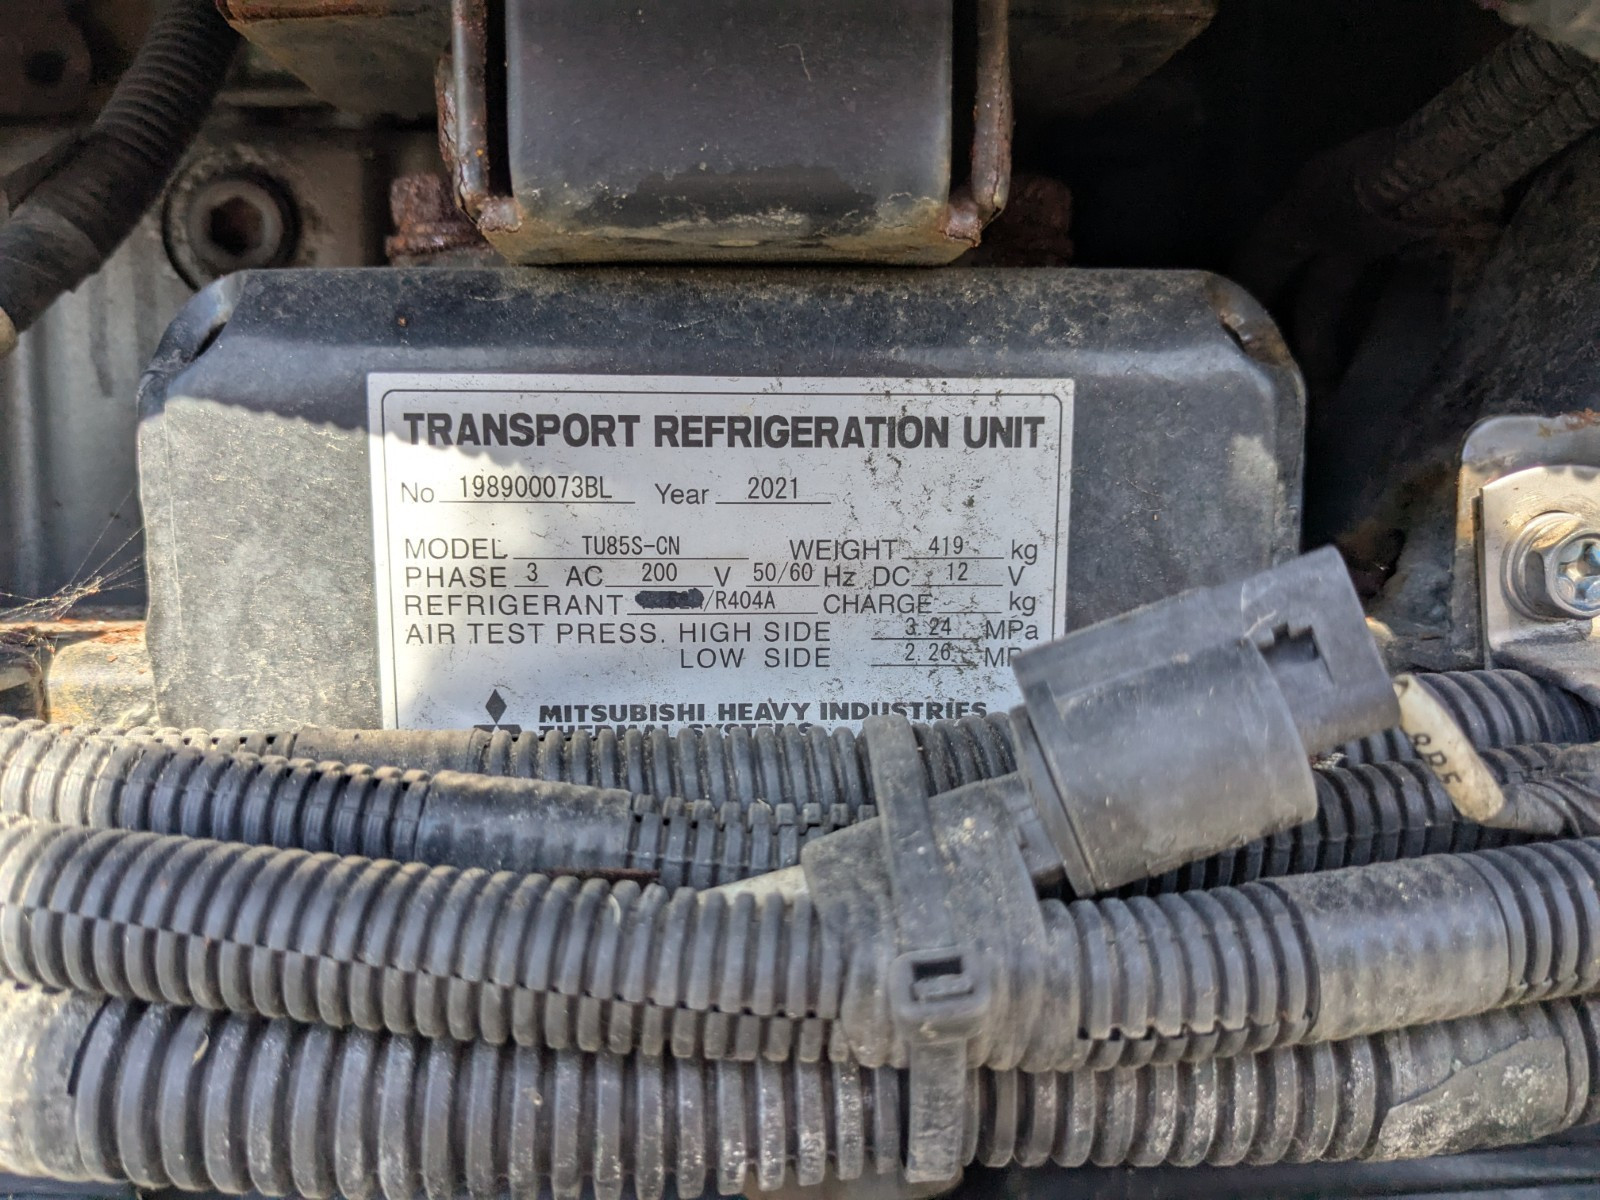 TRANSPORT REFRIGERATION UNIT
No 198900073BL Year 2021
MODEL TU85S-CN WEIGHT 419 kg
PHASE 3 AC 200 V 50/60 Hz DC 12 V
REFRIGERANT /R404A CHARGE kg
AIR TEST PRESS. HIGH SIDE 3.24 MPa
LOW SIDE 2.26
MITSUBISHI HEAVY INDUSTRIES
THERMAL SYSTEMS